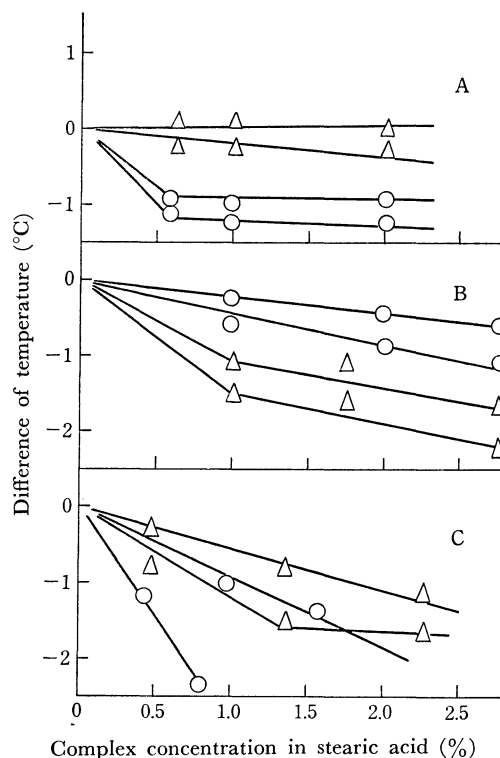 1
A
0
−1
0
B
−1
−2
0
C
−1
−2
0 0.5 1.0 1.5 2.0 2.5
Difference of temperature (°C)
Complex concentration in stearic acid (%)